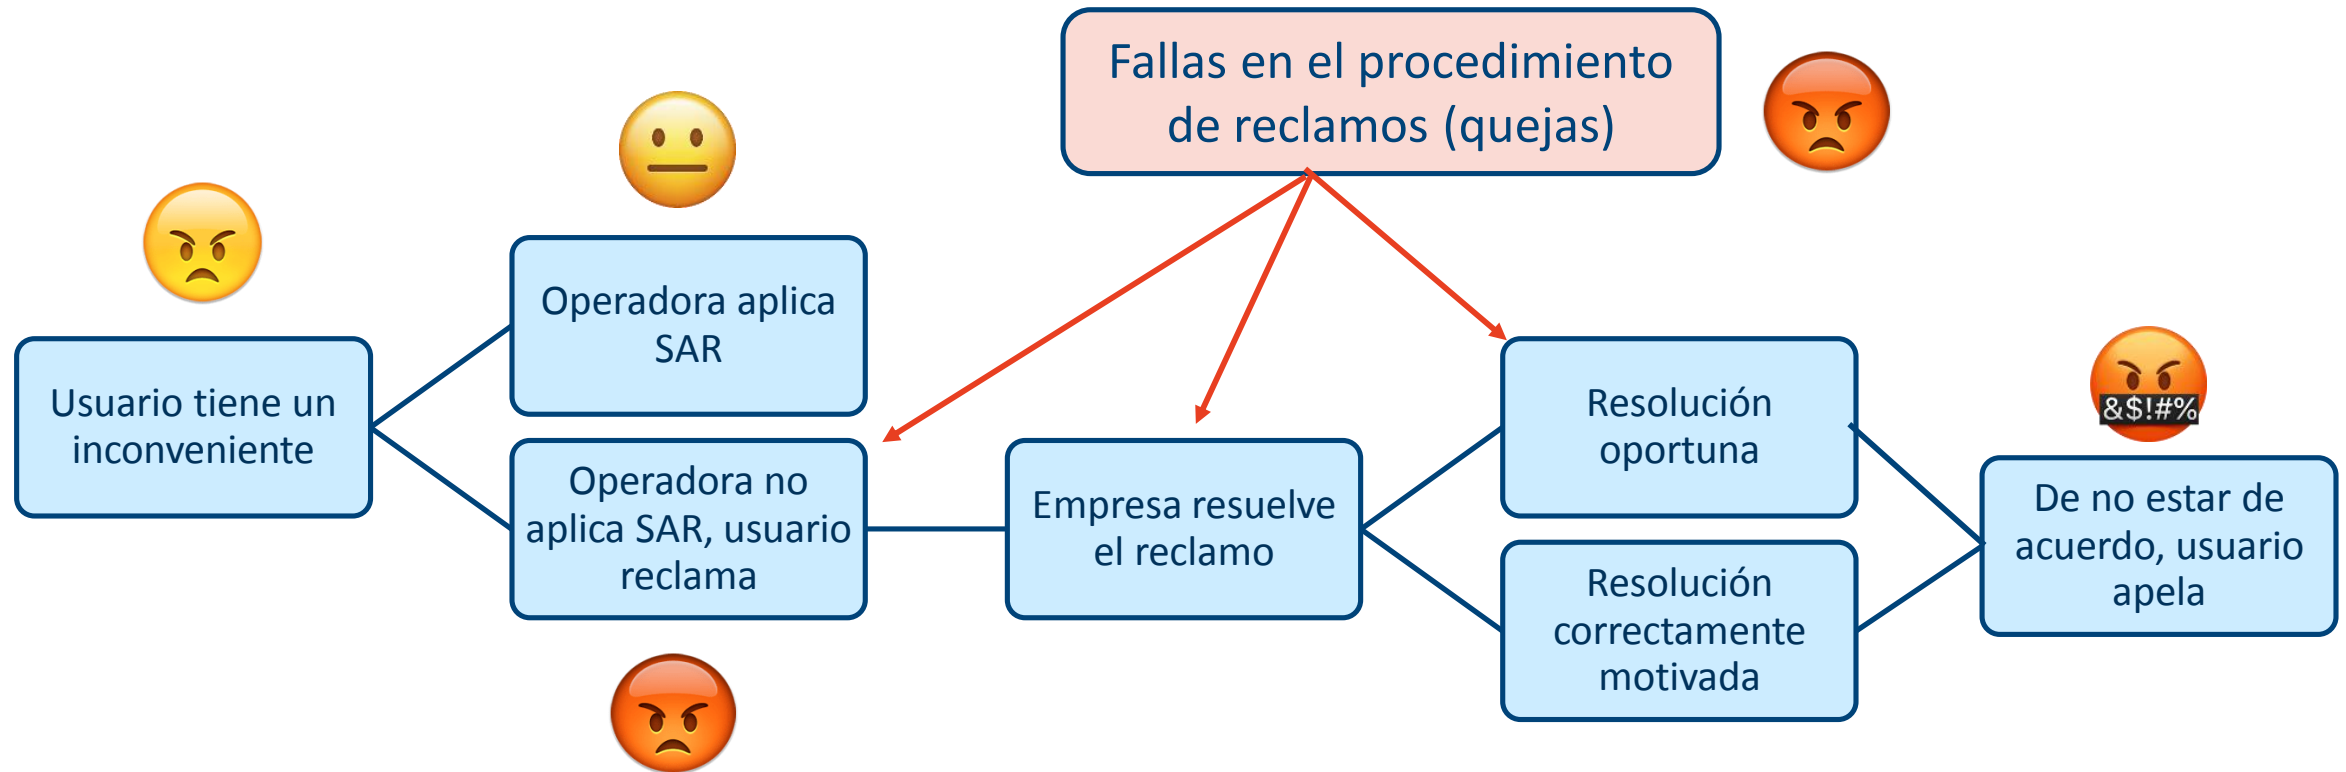 Fallas en el procedimiento
de reclamos (quejas)
Usuario tiene un
inconveniente
Operadora aplica
SAR
Operadora no
aplica SAR, usuario
reclama
Empresa resuelve
el reclamo
Resolución
oportuna
Resolución
correctamente
motivada
&$!#%
De no estar de
acuerdo, usuario
apela